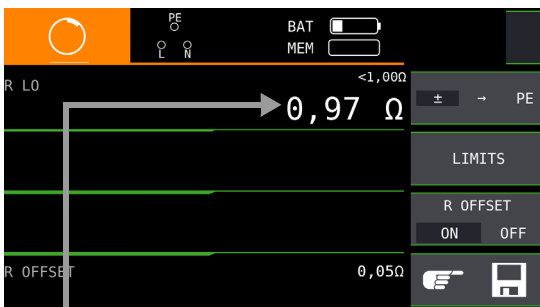 PE
BAT
L N
MEM
R LO
<1,00Ω
0,97 Ω
± → PE
LIMITS
R OFFSET
ON OFF
R OFFSET
0,05Ω